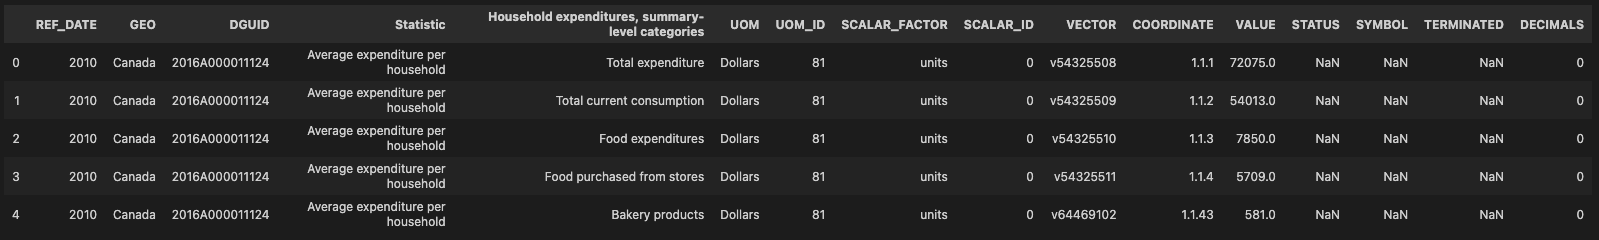 REF_DATE GEO DGUID Statistic Household expenditures, summary-level categories UOM UOM_ID SCALAR_FACTOR SCALAR_ID VECTOR COORDINATE VALUE STATUS SYMBOL TERMINATED DECIMALS
0 2010 Canada 2016A000011124 Average expenditure per household Total expenditure Dollars 81 units 0 v54325508 1.1.1 72075.0 NaN NaN NaN 0
1 2010 Canada 2016A000011124 Average expenditure per household Total current consumption Dollars 81 units 0 v54325509 1.1.2 54013.0 NaN NaN NaN 0
2 2010 Canada 2016A000011124 Average expenditure per household Food expenditures Dollars 81 units 0 v54325510 1.1.3 7850.0 NaN NaN NaN 0
3 2010 Canada 2016A000011124 Average expenditure per household Food purchased from stores Dollars 81 units 0 v54325511 1.1.4 5709.0 NaN NaN NaN 0
4 2010 Canada 2016A000011124 Average expenditure per household Bakery products Dollars 81 units 0 v64469102 1.1.43 581.0 NaN NaN NaN 0